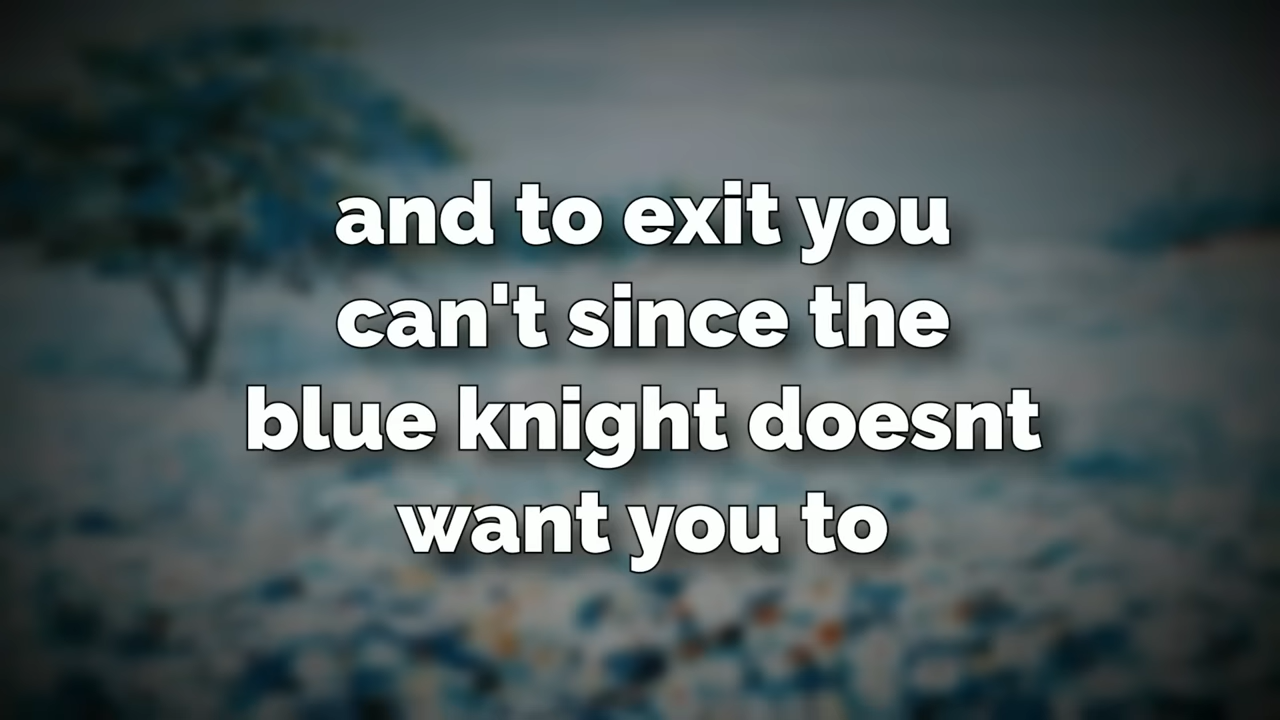 and to exit you
can't since the
blue knight doesnt
want you to